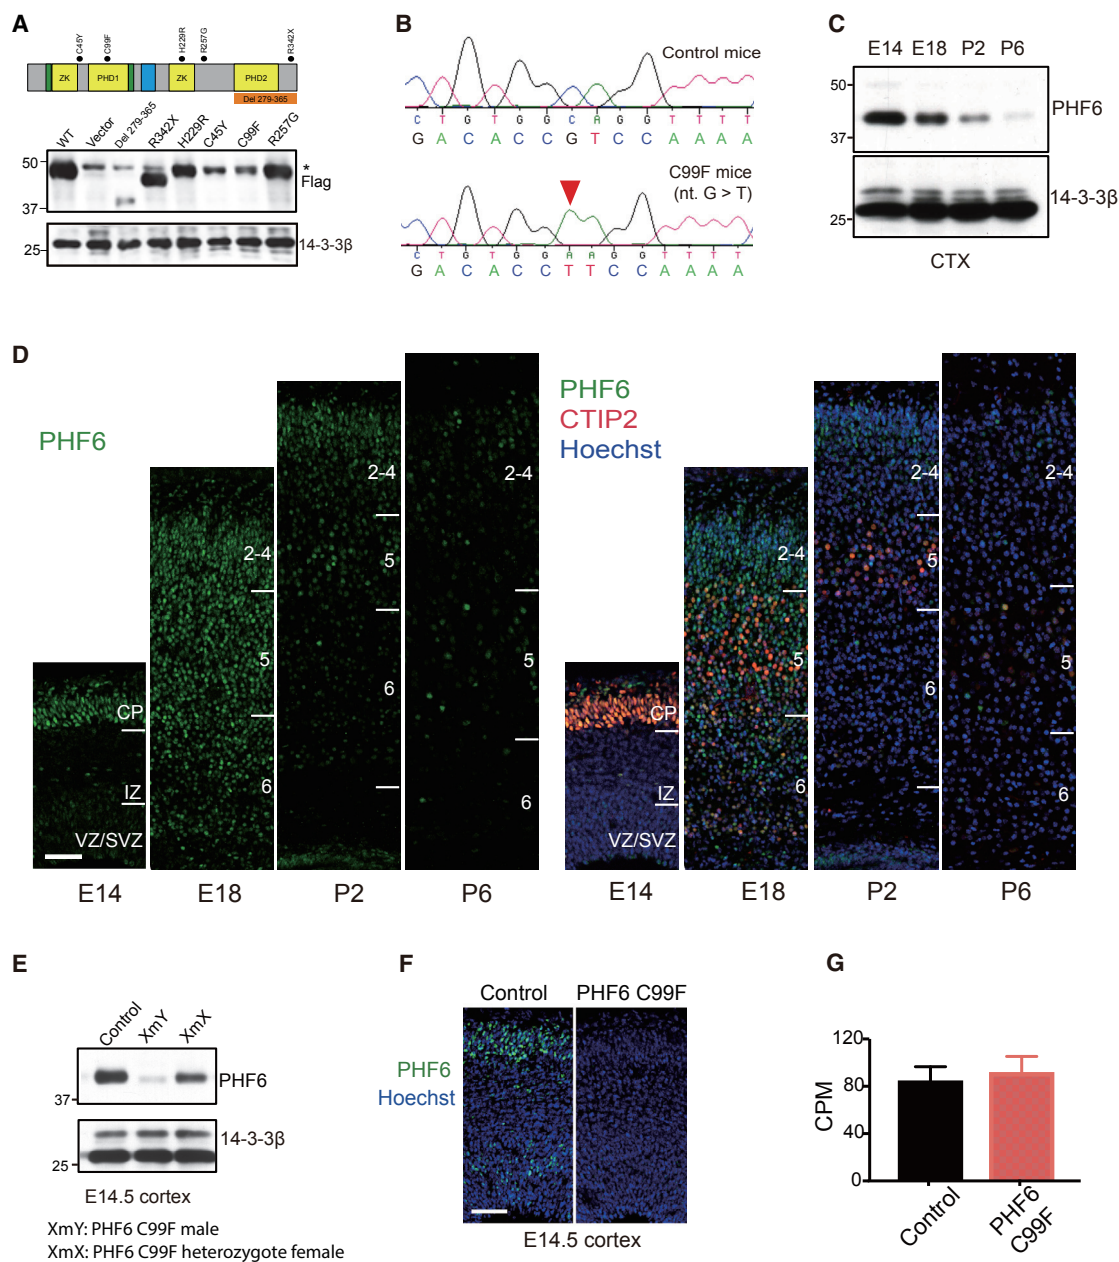 A
C45Y
C99F
H229R
R257G
R342X
ZK
PHD1
ZK
PHD2
Del 279-365
WT
Vector
Del 279-365
R342X
H229R
C45Y
C99F
R257G
50
37
*
Flag
25
14-3-3β
B
Control mice
C T G T G G C A G G T T T T
G A C A C C G T C C A A A A
C99F mice
(nt. G > T)
C T G T G G A A G G T T T T
G A C A C C T T C C A A A A
C
E14 E18 P2 P6
50
37
PHF6
25
14-3-3β
CTX
D
PHF6
2-4
5
6
2-4
5
6
2-4
5
6
CP
IZ
VZ/SVZ
E14 E18 P2 P6
PHF6
CTIP2
Hoechst
2-4
5
6
2-4
5
6
2-4
5
6
CP
IZ
VZ/SVZ
E14 E18 P2 P6
E
Control
XmY
XmX
PHF6
37
14-3-3β
25
E14.5 cortex
XmY: PHF6 C99F male
XmX: PHF6 C99F heterozygote female
F
Control PHF6 C99F
PHF6
Hoechst
E14.5 cortex
G
CPM
120
80
40
0
Control
PHF6
C99F